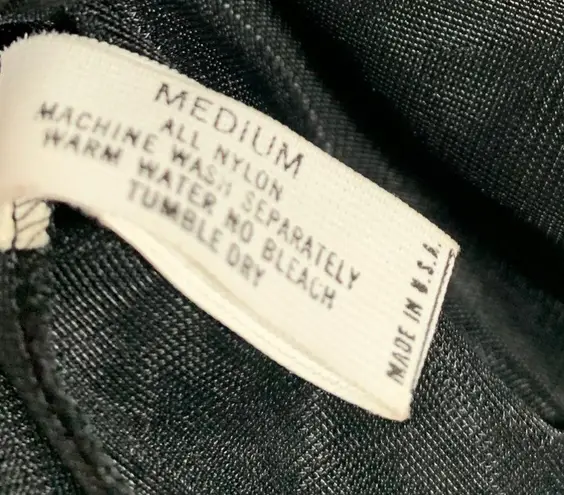 MEDIUM
ALL NYLON
MACHINE WASH SEPARATELY
WARM WATER NO BLEACH
TUMBLE DRY
MADE IN U.S.A.